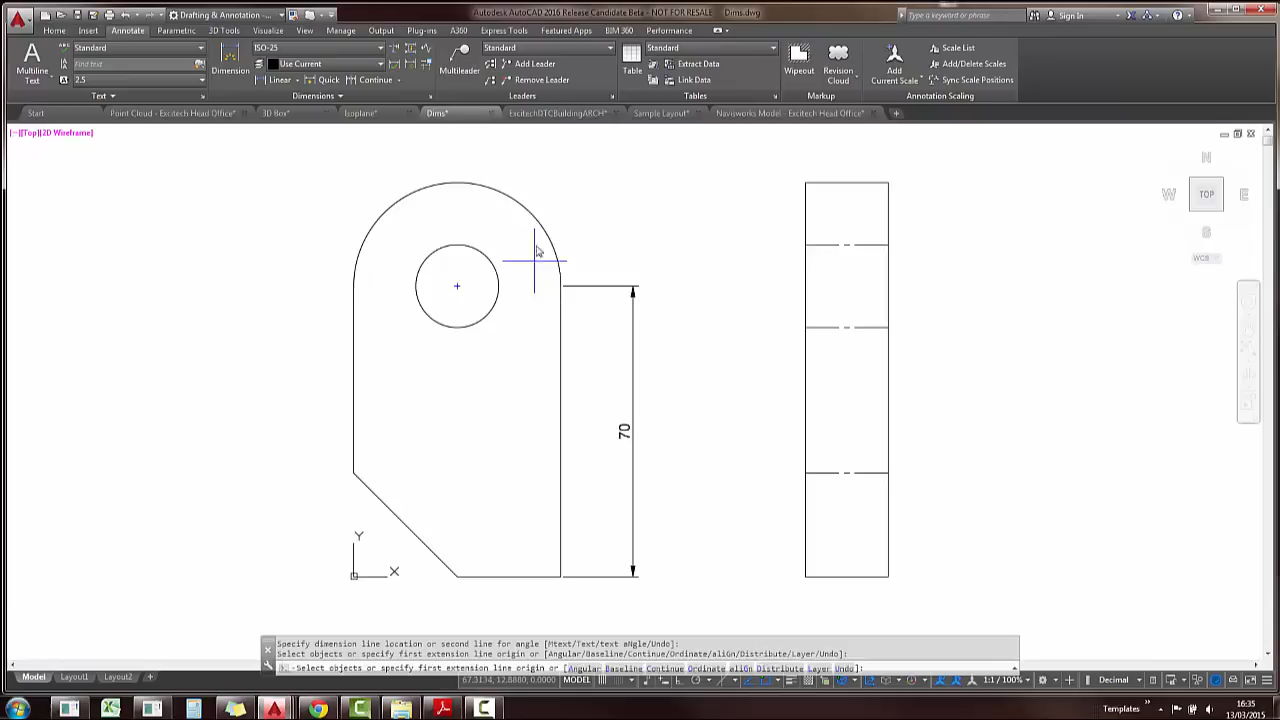 Drafting & Annotation
Autodesk AutoCAD 2016 Release Candidate Beta - NOT FOR RESALE Dims.dwg
Type a keyword or phrase
Sign In
Home Insert Annotate Parametric 3D Tools Visualize View Manage Output Plug-ins A360 Express Tools Featured Apps BIM 360 Performance
Multiline
Text
Standard
Find text
2.5
Text
Dimension
ISO-25
Use Current
Linear Quick Continue
Dimensions
Multileader
Standard
Add Leader
Remove Leader
Leaders
Table
Standard
Extract Data
Link Data
Tables
Wipeout
Revision
Cloud
Markup
Add
Current Scale
Scale List
Add/Delete Scales
Sync Scale Positions
Annotation Scaling
Start Point Cloud - Excitech Head Office* 3D Box* Isoplane* Dims* ExcitechDTCBuildingARCH* Sample Layout* Navisworks Model - Excitech Head Office*
[−][Top][2D Wireframe]
N
W TOP E
S
WCS
70
Y
X
Specify dimension line location or second line for angle [Mtext/Text/text aNgle/Undo]:
Select objects or specify first extension line origin or [Angular/Baseline/Continue/Ordinate/aliGn/Distribute/Layer/Undo]:
Select objects or specify first extension line origin or [Angular Baseline Continue Ordinate aliGn Distribute Layer Undo]:
Model Layout1 Layout2
67.3134, 12.8880, 0.0000 MODEL 1:1 / 100% Decimal
Templates
16:35
13/03/2015